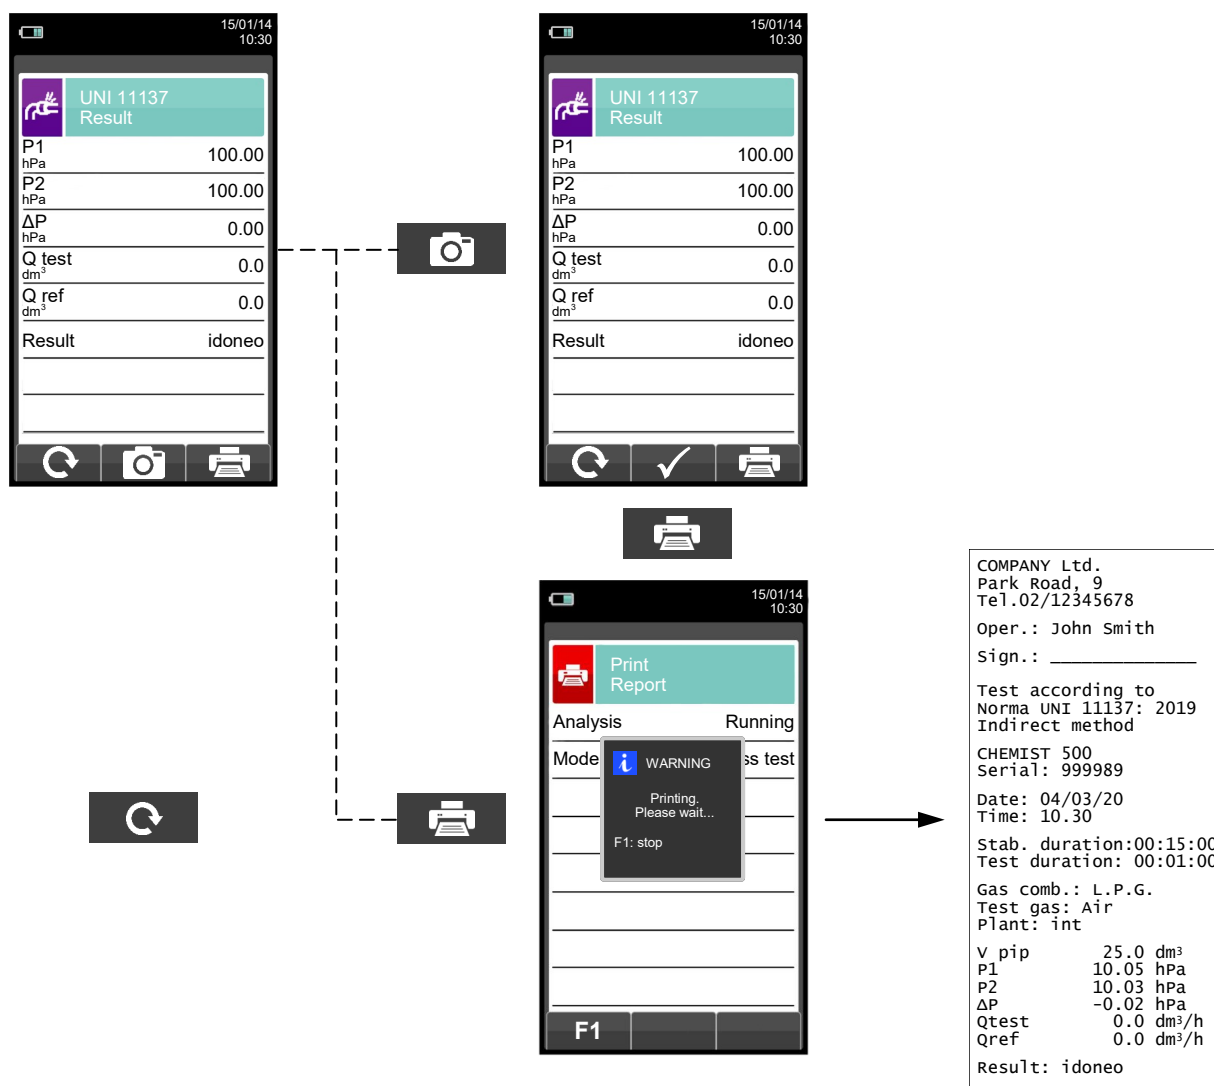 15/01/14
10:30
UNI 11137
Result
P1
hPa
100.00
P2
hPa
100.00
ΔP
hPa
0.00
Q test
dm³
0.0
Q ref
dm³
0.0
Result idoneo
15/01/14
10:30
UNI 11137
Result
P1
hPa
100.00
P2
hPa
100.00
ΔP
hPa
0.00
Q test
dm³
0.0
Q ref
dm³
0.0
Result idoneo
15/01/14
10:30
Print
Report
Analysis Running
Mode ss test
i WARNING
Printing.
Please wait...
F1: stop
F1
COMPANY Ltd.
Park Road, 9
Tel.02/12345678
Oper.: John Smith
Sign.: ______________
Test according to
Norma UNI 11137: 2019
Indirect method
CHEMIST 500
Serial: 999989
Date: 04/03/20
Time: 10.30
Stab. duration:00:15:00
Test duration: 00:01:00
Gas comb.: L.P.G.
Test gas: Air
Plant: int
V pip 25.0 dm³
P1 10.05 hPa
P2 10.03 hPa
ΔP -0.02 hPa
Qtest 0.0 dm³/h
Qref 0.0 dm³/h
Result: idoneo